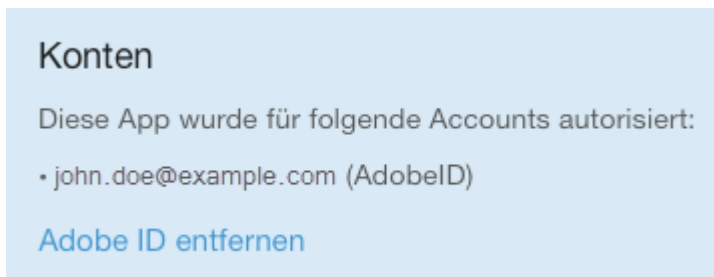 Konten
Diese App wurde für folgende Accounts autorisiert:
• john.doe@example.com (AdobeID)
Adobe ID entfernen